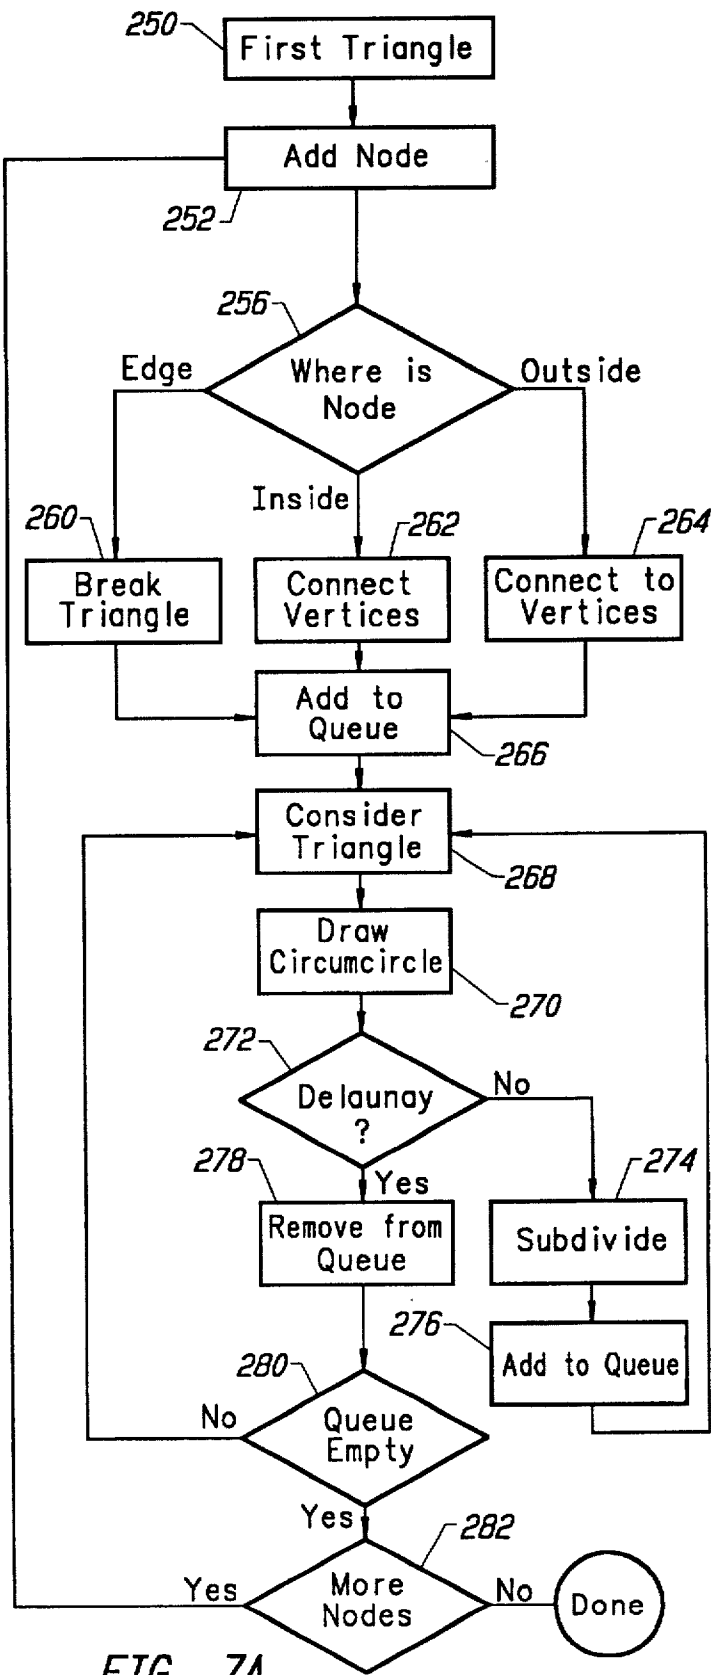 250
First Triangle
Add Node
252
256
Where is
Node
Edge
Outside
Inside
260
262
264
Break
Triangle
Connect
Vertices
Connect to
Vertices
Add to
Queue
266
Consider
Triangle
268
Draw
Circumcircle
270
272
Delaunay
?
No
Yes
278
274
Remove from
Queue
Subdivide
276
Add to Queue
280
Queue
Empty
No
Yes
282
More
Nodes
Yes
No
Done
FIG. 7A